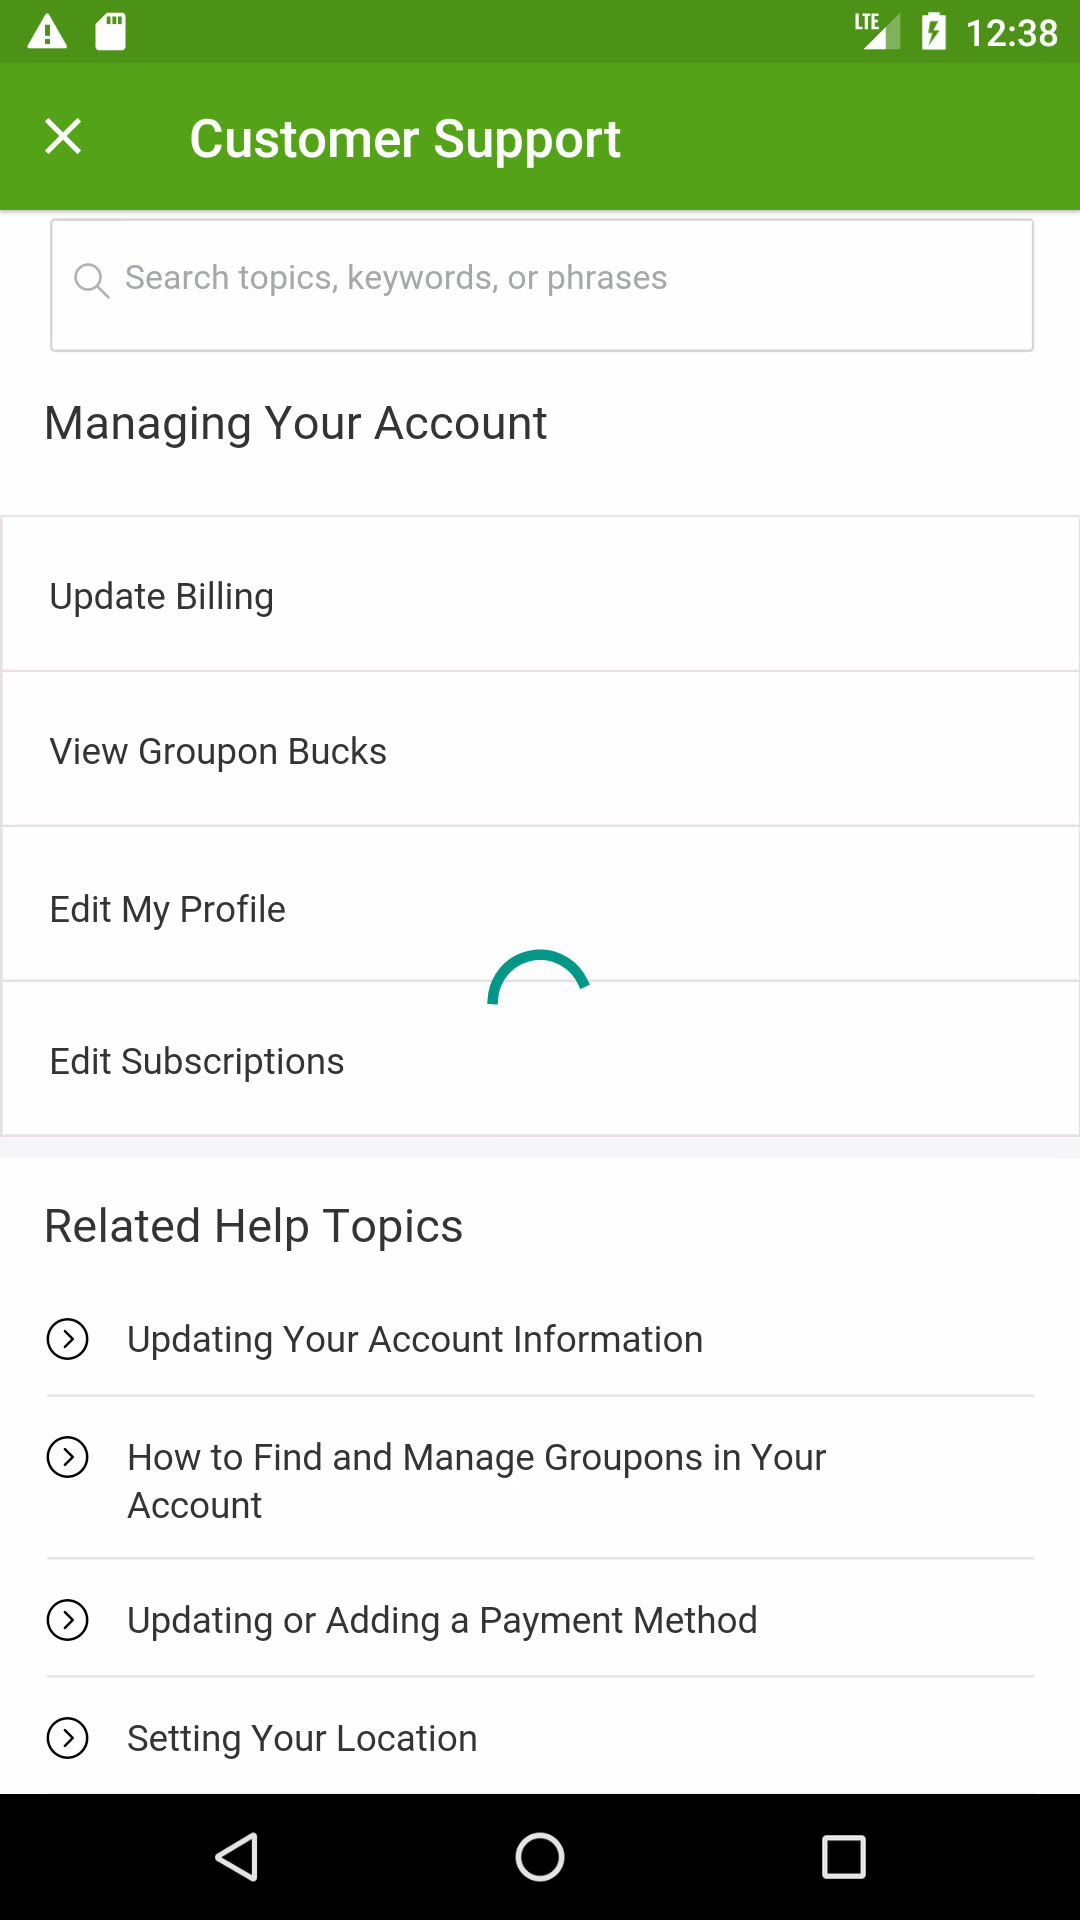 LTE 12:38
Customer Support
Search topics, keywords, or phrases
Managing Your Account
Update Billing
View Groupon Bucks
Edit My Profile
Edit Subscriptions
Related Help Topics
Updating Your Account Information
How to Find and Manage Groupons in Your
Account
Updating or Adding a Payment Method
Setting Your Location